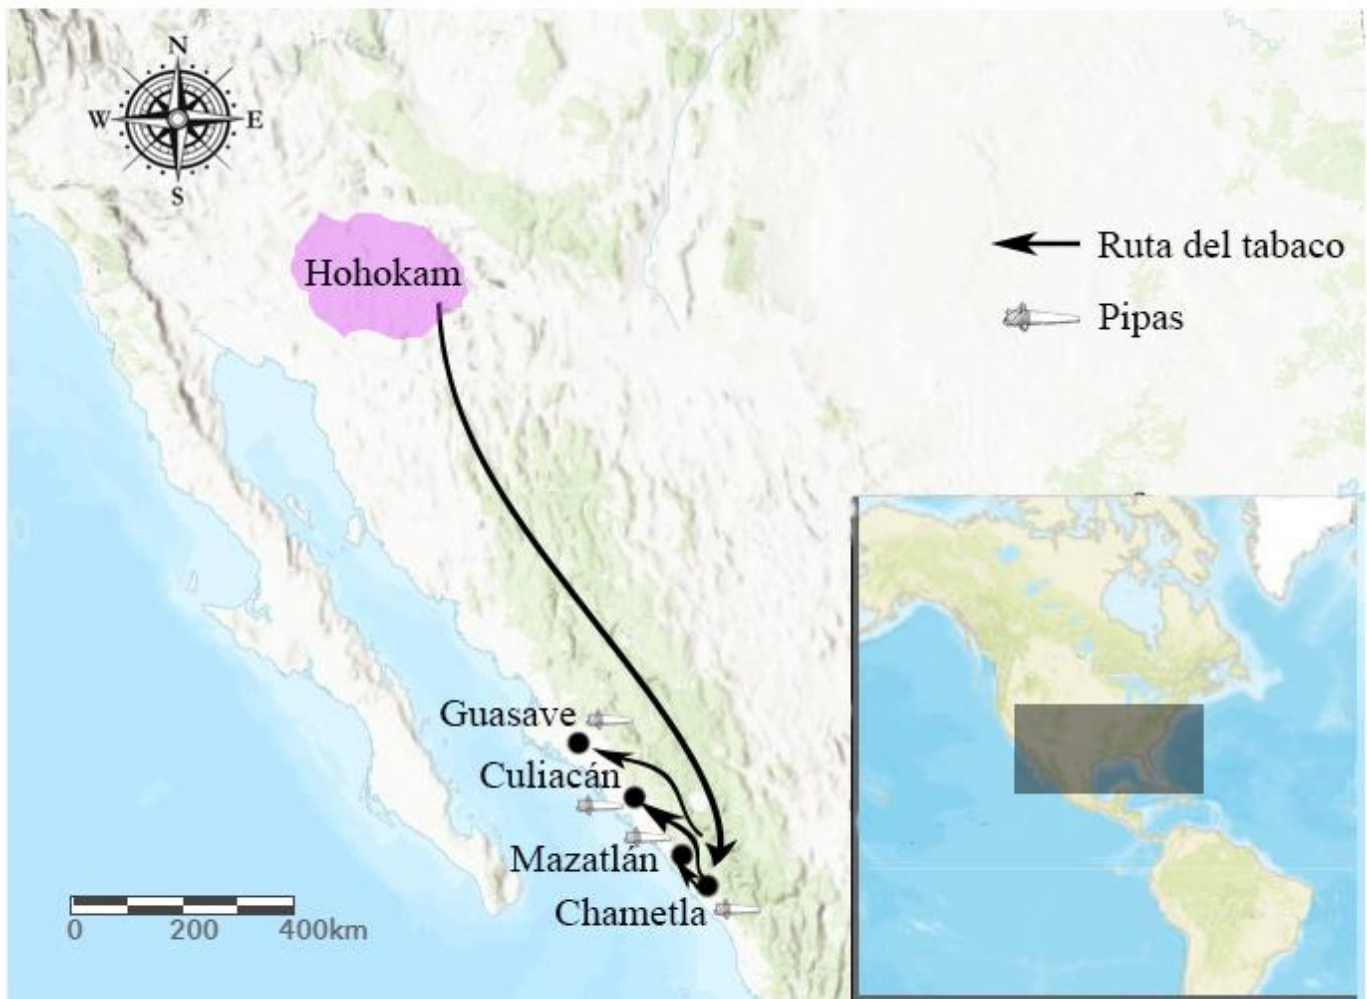 N
W E
S
Hohokam
Ruta del tabaco
Pipas
Guasave
Culiacán
Mazatlán
Chametla
0 200 400km